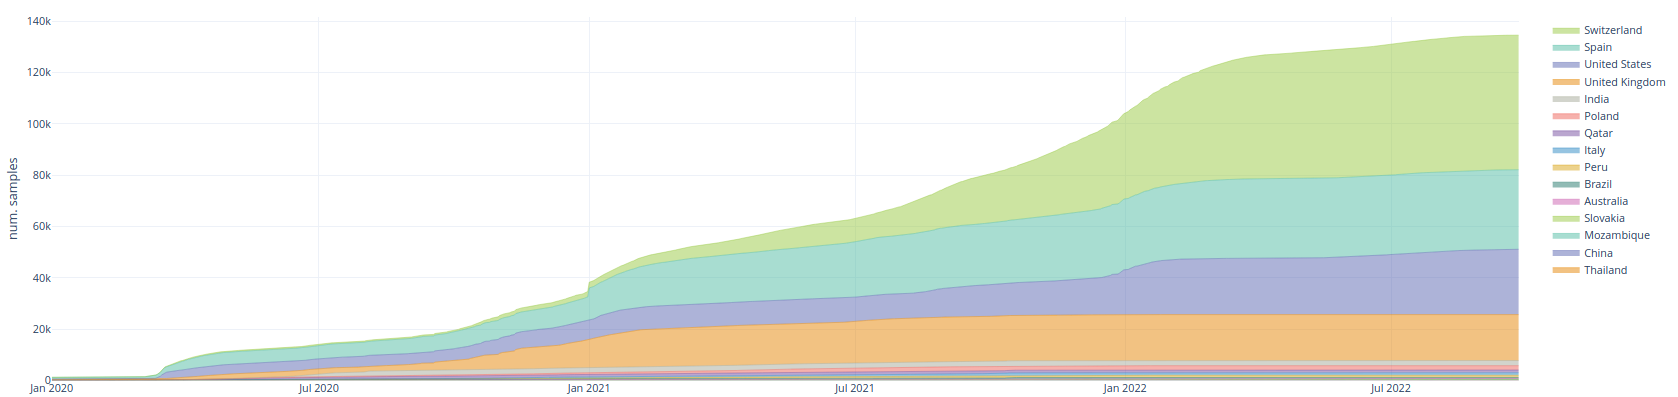 140k
120k
100k
80k
60k
40k
20k
0
num. samples
Jan 2020
Jul 2020
Jan 2021
Jul 2021
Jan 2022
Jul 2022
Switzerland
Spain
United States
United Kingdom
India
Poland
Qatar
Italy
Peru
Brazil
Australia
Slovakia
Mozambique
China
Thailand